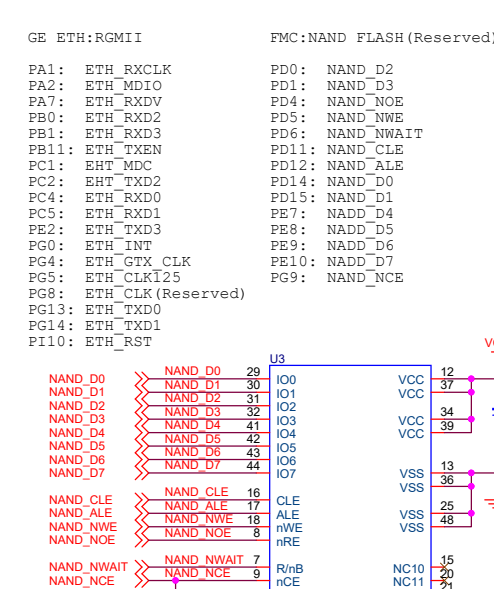 GE ETH:RGMII
PA1: ETH_RXCLK
PA2: ETH_MDIO
PA7: ETH_RXDV
PB0: ETH_RXD2
PB1: ETH_RXD3
PB11: ETH_TXEN
PC1: EHT_MDC
PC2: EHT_TXD2
PC4: ETH_RXD0
PC5: ETH_RXD1
PE2: ETH_TXD3
PG0: ETH_INT
PG4: ETH_GTX_CLK
PG5: ETH_CLK125
PG8: ETH_CLK(Reserved)
PG13: ETH_TXD0
PG14: ETH_TXD1
PI10: ETH_RST
FMC:NAND FLASH(Reserved)
PD0: NAND_D2
PD1: NAND_D3
PD4: NAND_NOE
PD5: NAND_NWE
PD6: NAND_NWAIT
PD11: NAND_CLE
PD12: NAND_ALE
PD14: NAND_D0
PD15: NAND_D1
PE7: NADD_D4
PE8: NADD_D5
PE9: NADD_D6
PE10: NADD_D7
PG9: NAND_NCE
U3
NAND_D0 NAND_D0 29 IO0 VCC 12
NAND_D1 NAND_D1 30 IO1 VCC 37
NAND_D2 NAND_D2 31 IO2
NAND_D3 NAND_D3 32 IO3 VCC 34
NAND_D4 NAND_D4 41 IO4 VCC 39
NAND_D5 NAND_D5 42 IO5
NAND_D6 NAND_D6 43 IO6
NAND_D7 NAND_D7 44 IO7 VSS 13
VSS 36
NAND_CLE NAND_CLE 16 CLE
NAND_ALE NAND_ALE 17 ALE VSS 25
NAND_NWE NAND_NWE 18 nWE VSS 48
NAND_NOE NAND_NOE 8 nRE
NAND_NWAIT NAND_NWAIT 7 R/nB NC10 15
NAND_NCE NAND_NCE 9 nCE NC11 20
21